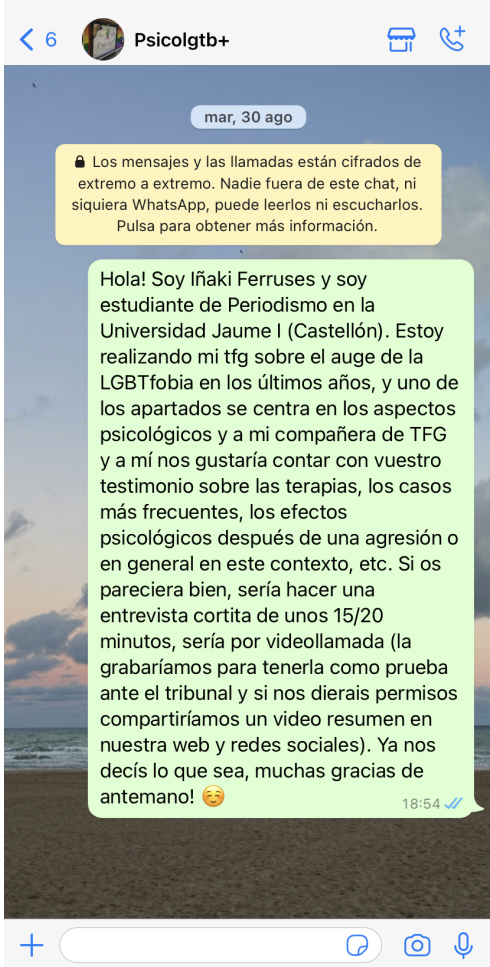 6
Psicolgtb+
mar, 30 ago
Los mensajes y las llamadas están cifrados de
extremo a extremo. Nadie fuera de este chat, ni
siquiera WhatsApp, puede leerlos ni escucharlos.
Pulsa para obtener más información.
Hola! Soy Iñaki Ferruses y soy
estudiante de Periodismo en la
Universidad Jaume I (Castellón). Estoy
realizando mi tfg sobre el auge de la
LGBTfobia en los últimos años, y uno de
los apartados se centra en los aspectos
psicológicos y a mi compañera de TFG
y a mí nos gustaría contar con vuestro
testimonio sobre las terapias, los casos
más frecuentes, los efectos
psicológicos después de una agresión o
en general en este contexto, etc. Si os
pareciera bien, sería hacer una
entrevista cortita de unos 15/20
minutos, sería por videollamada (la
grabaríamos para tenerla como prueba
ante el tribunal y si nos dierais permisos
compartiríamos un video resumen en
nuestra web y redes sociales). Ya nos
decís lo que sea, muchas gracias de
antemano! ☺️
18:54